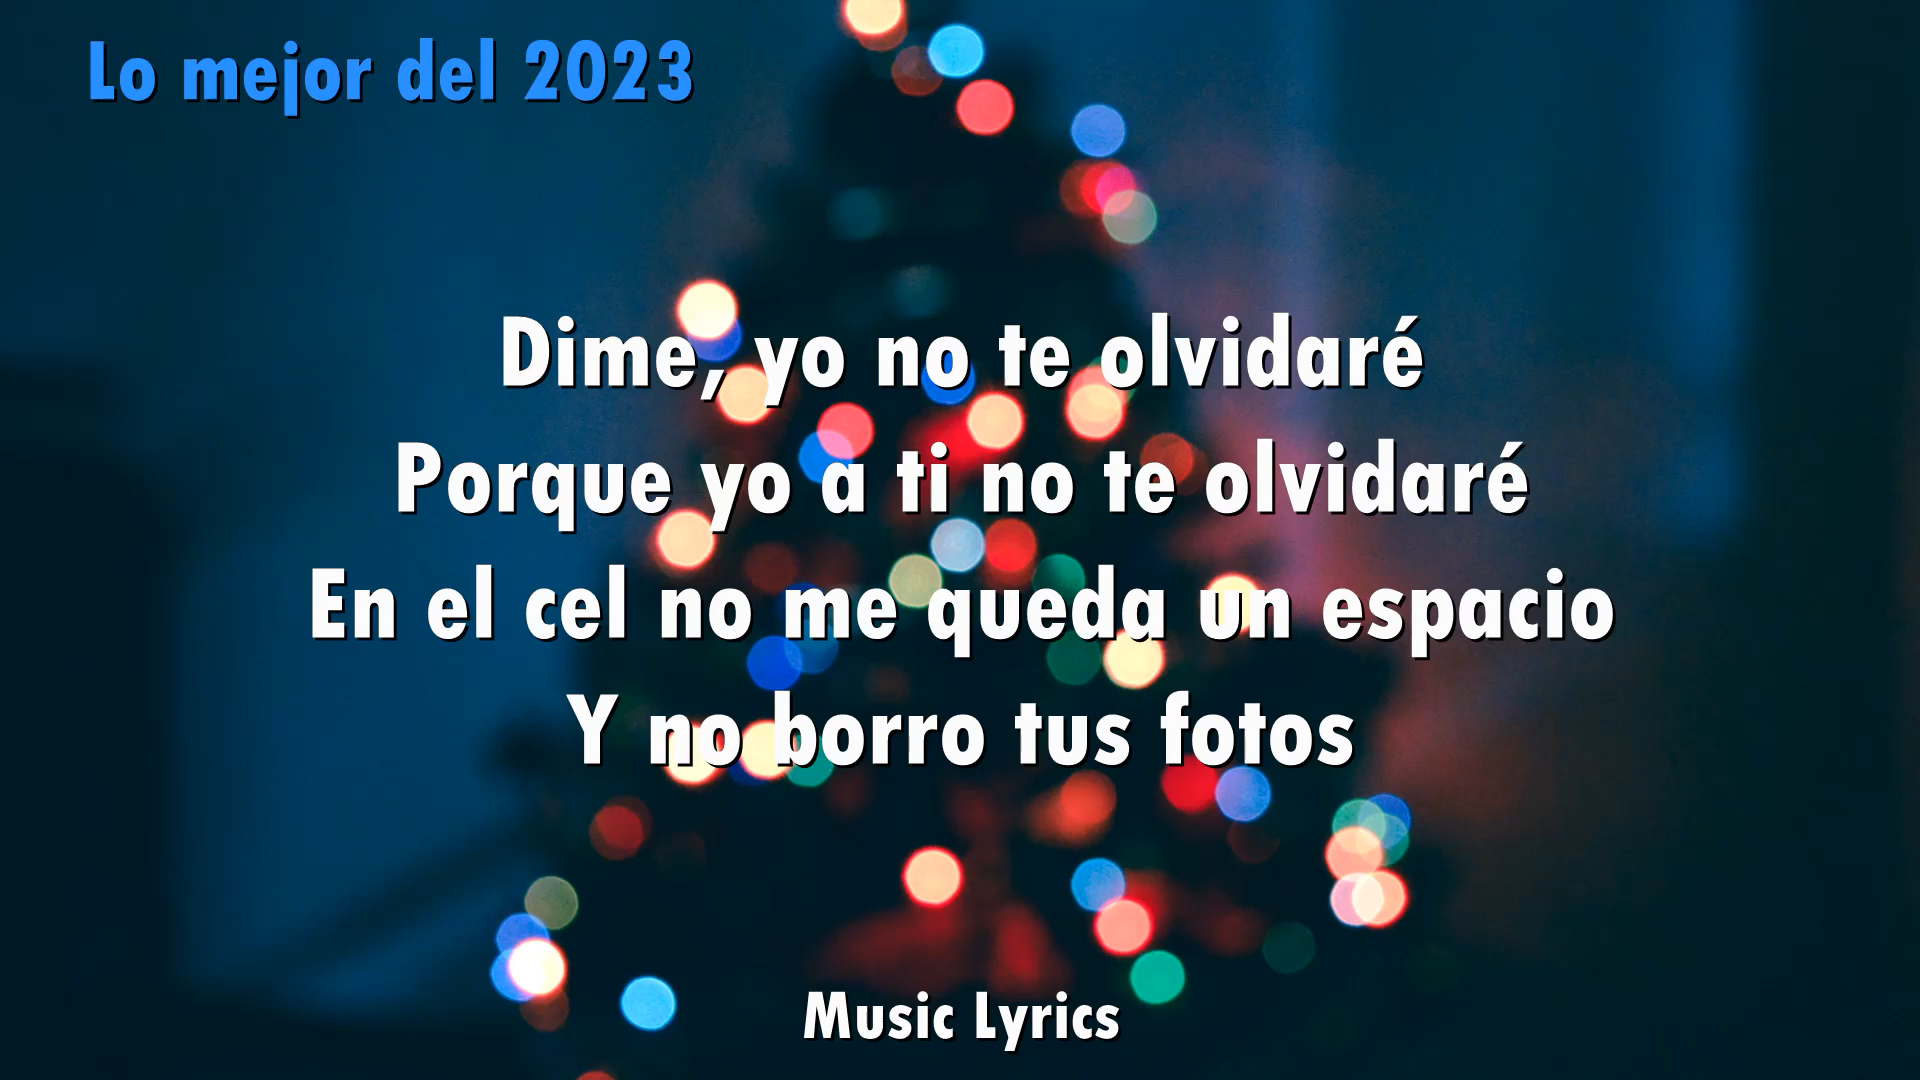 Lo mejor del 2023
Dime, yo no te olvidaré
Porque yo a ti no te olvidaré
En el cel no me queda un espacio
Y no borro tus fotos
Music Lyrics